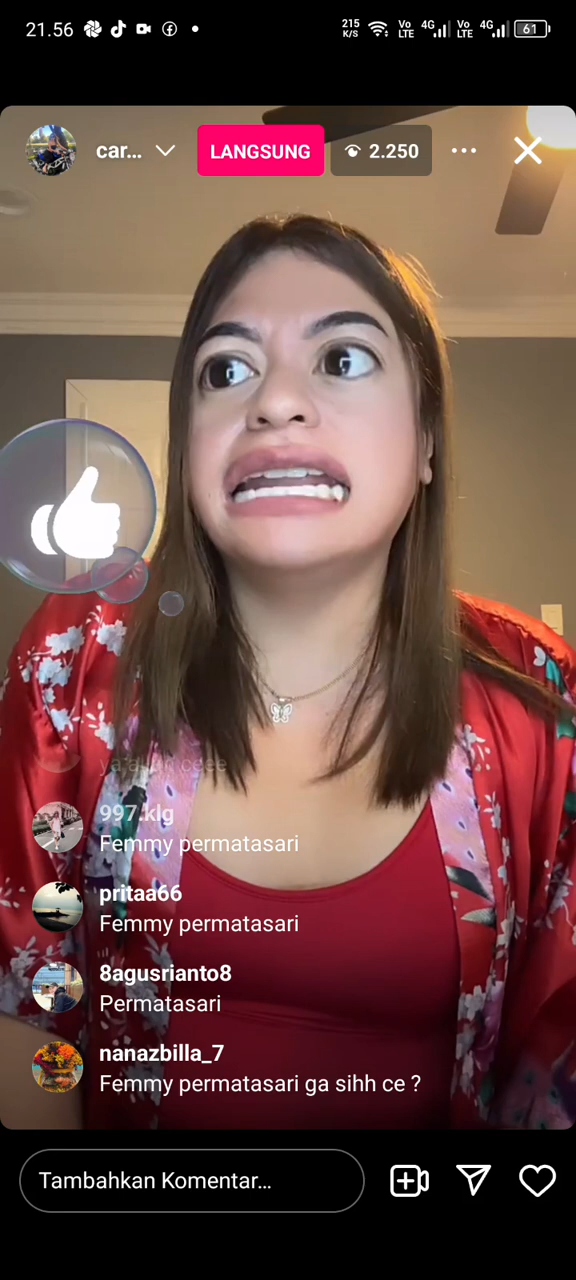 21.56
215
K/S
Vo
LTE
4G
Vo
LTE
4G
61
car...
LANGSUNG
2.250
997.klg
Femmy permatasari
pritaa66
Femmy permatasari
8agusrianto8
Permatasari
nanazbilla_7
Femmy permatasari ga sihh ce ?
Tambahkan Komentar...